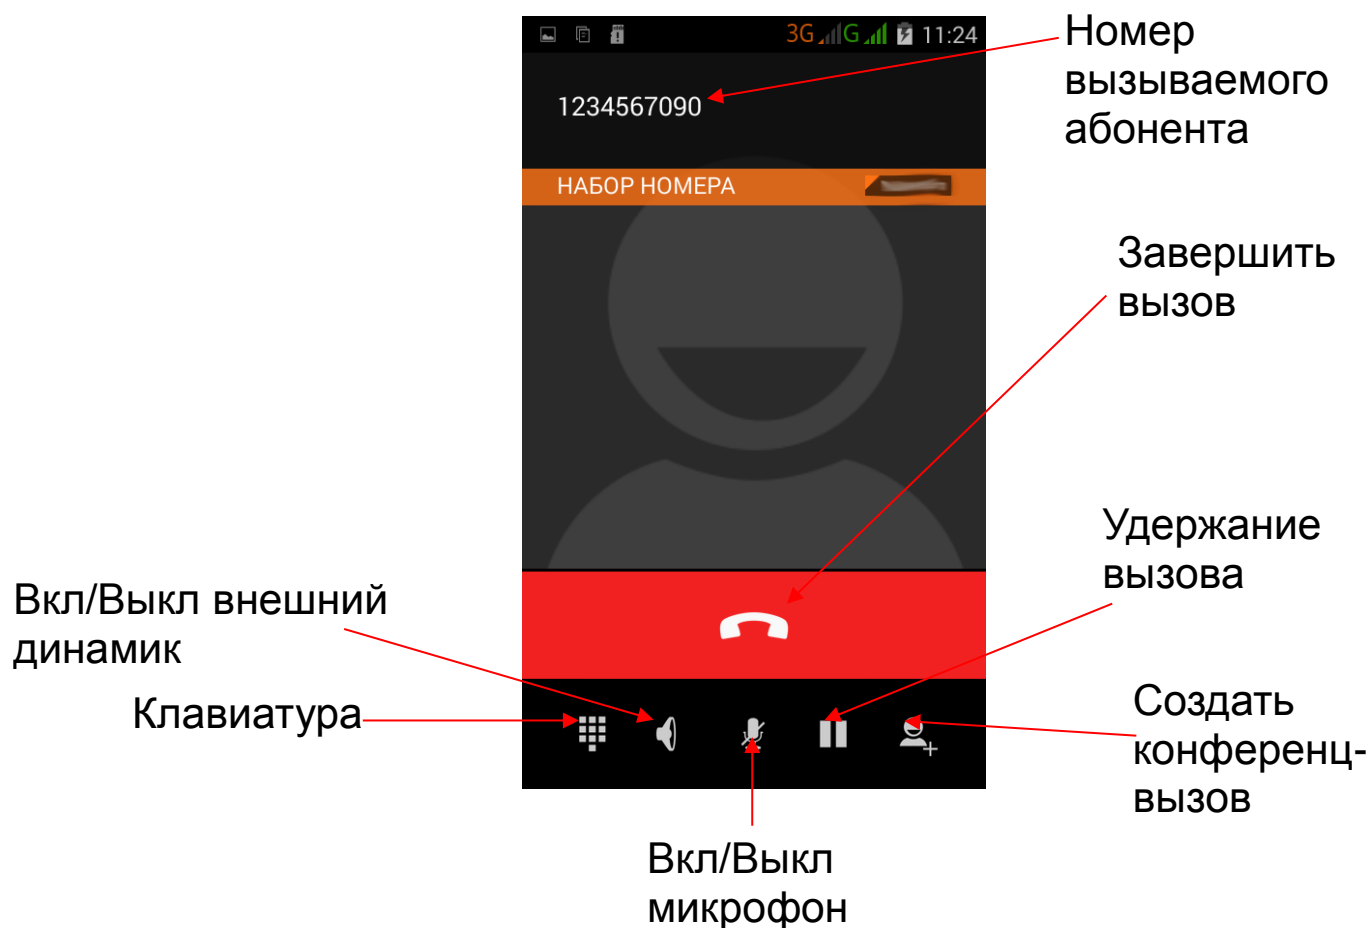 3G G 11:24
1234567090
НАБОР НОМЕРА
Номер
вызываемого
абонента
Завершить
вызов
Удержание
вызова
Вкл/Выкл внешний
динамик
Клавиатура
Создать
конференц-
вызов
Вкл/Выкл
микрофон